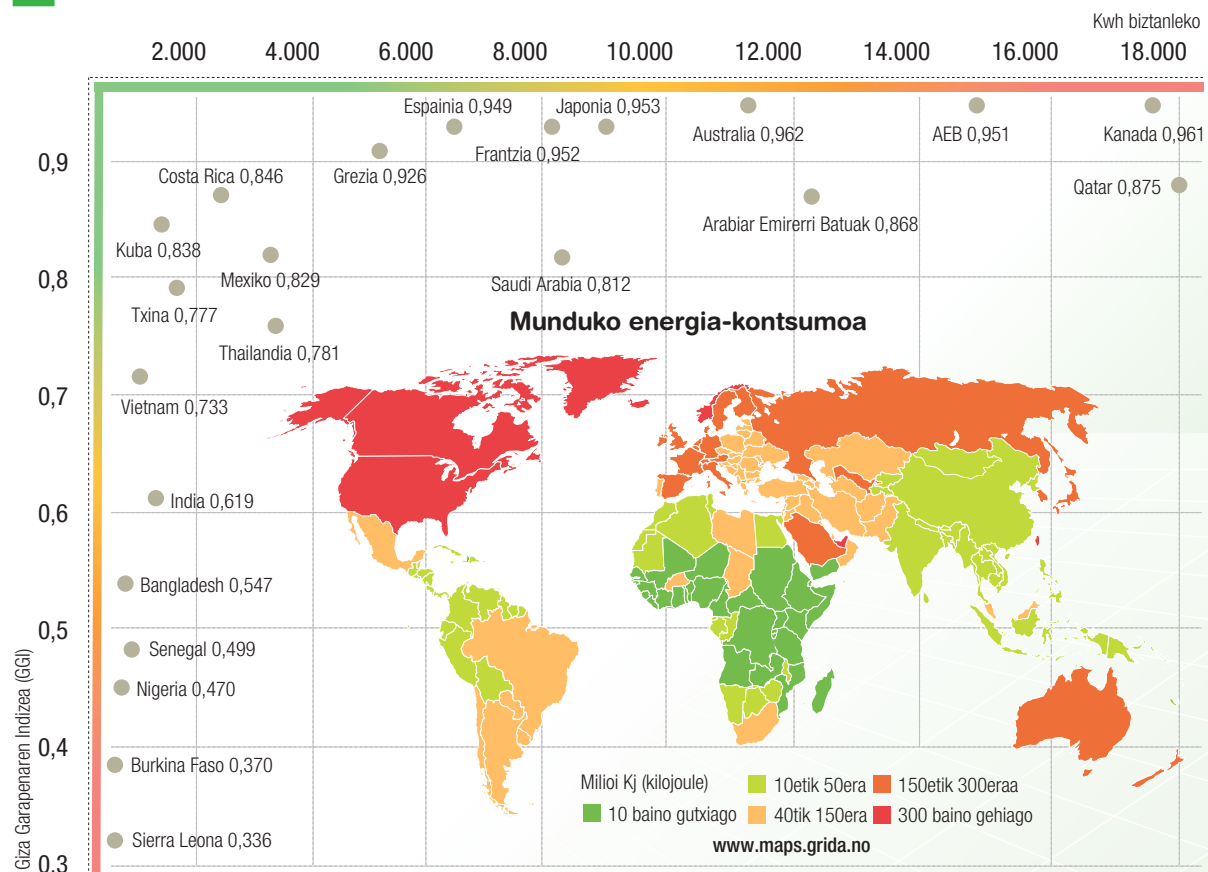 Kwh biztanleko
2.000 4.000 6.000 8.000 10.000 12.000 14.000 16.000 18.000
Espainia 0,949
Japonia 0,953
Australia 0,962
AEB 0,951
Kanada 0,961
Frantzia 0,952
0,9
Costa Rica 0,846
Grezia 0,926
Qatar 0,875
Arabiar Emirerri Batuak 0,868
Kuba 0,838
0,8
Mexiko 0,829
Saudi Arabia 0,812
Txina 0,777
Munduko energia-kontsumoa
Thailandia 0,781
0,7
Vietnam 0,733
India 0,619
0,6
Bangladesh 0,547
0,5
Senegal 0,499
Nigeria 0,470
0,4
Burkina Faso 0,370
Sierra Leona 0,336
0,3
Giza Garapenaren Indizea (GGI)
Milioi Kj (kilojoule)
10 baino gutxiago
10etik 50era
40tik 150era
150etik 300eraa
300 baino gehiago
www.maps.grida.no